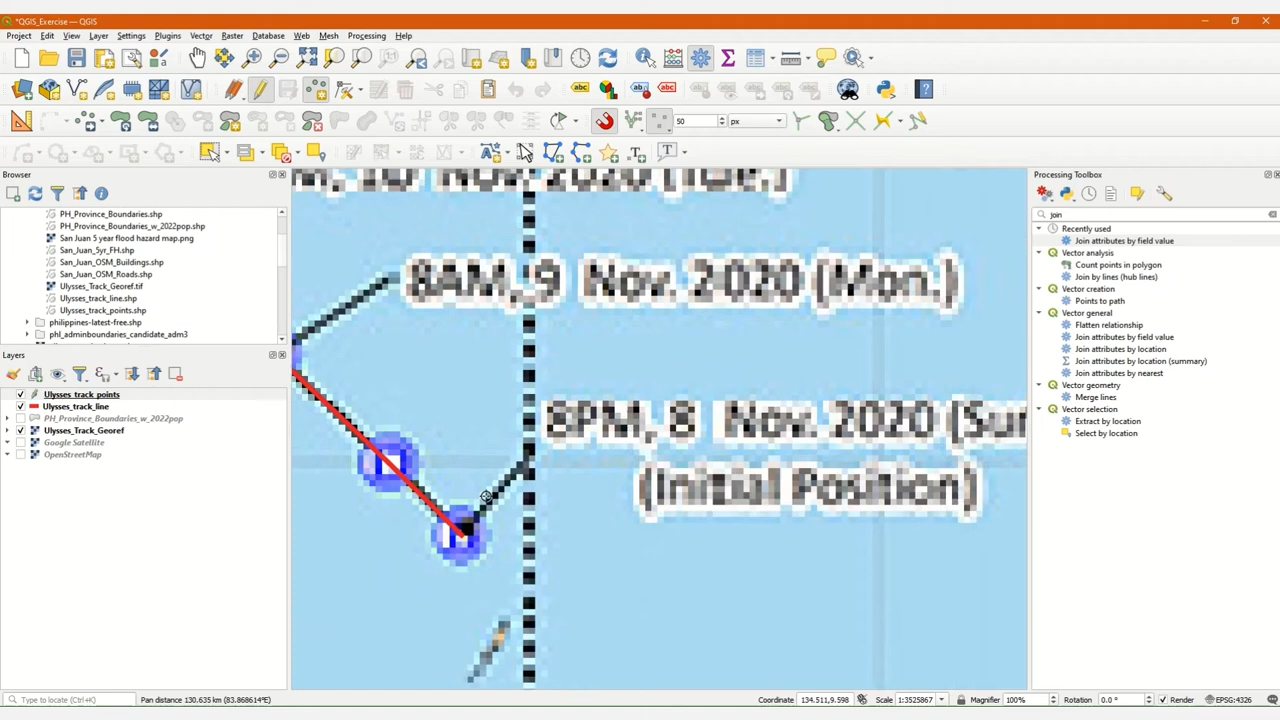 *QGIS_Exercise — QGIS
Project Edit View Layer Settings Plugins Vector Raster Database Web Mesh Processing Help
50 px
Browser
PH_Province_Boundaries.shp
PH_Province_Boundaries_w_2022pop.shp
San Juan 5 year flood hazard map.png
San_Juan_5yr_FH.shp
San_Juan_OSM_Buildings.shp
San_Juan_OSM_Roads.shp
Ulysses_Track_Georef.tif
Ulysses_track_line.shp
Ulysses_track_points.shp
philippines-latest-free.shp
phl_adminboundaries_candidate_adm3
Layers
Ulysses_track_points
Ulysses_track_line
PH_Province_Boundaries_w_2022pop
Ulysses_Track_Georef
Google Satellite
OpenStreetMap
10 Nov. 2020 (Tue.)
8AM, 9 Nov. 2020 (Mon.)
8PM, 8 Nov. 2020 (Sun
(Initial Position)
Processing Toolbox
join
Recently used
Join attributes by field value
Vector analysis
Count points in polygon
Join by lines (hub lines)
Vector creation
Points to path
Vector general
Flatten relationship
Join attributes by field value
Join attributes by location
Join attributes by location (summary)
Join attributes by nearest
Vector geometry
Merge lines
Vector selection
Extract by location
Select by location
Type to locate (Ctrl+K) Pan distance 130.635 km (83.868614°E) Coordinate 134.511,9.598 Scale 1:3525867 Magnifier 100% Rotation 0.0 ° Render EPSG:4326